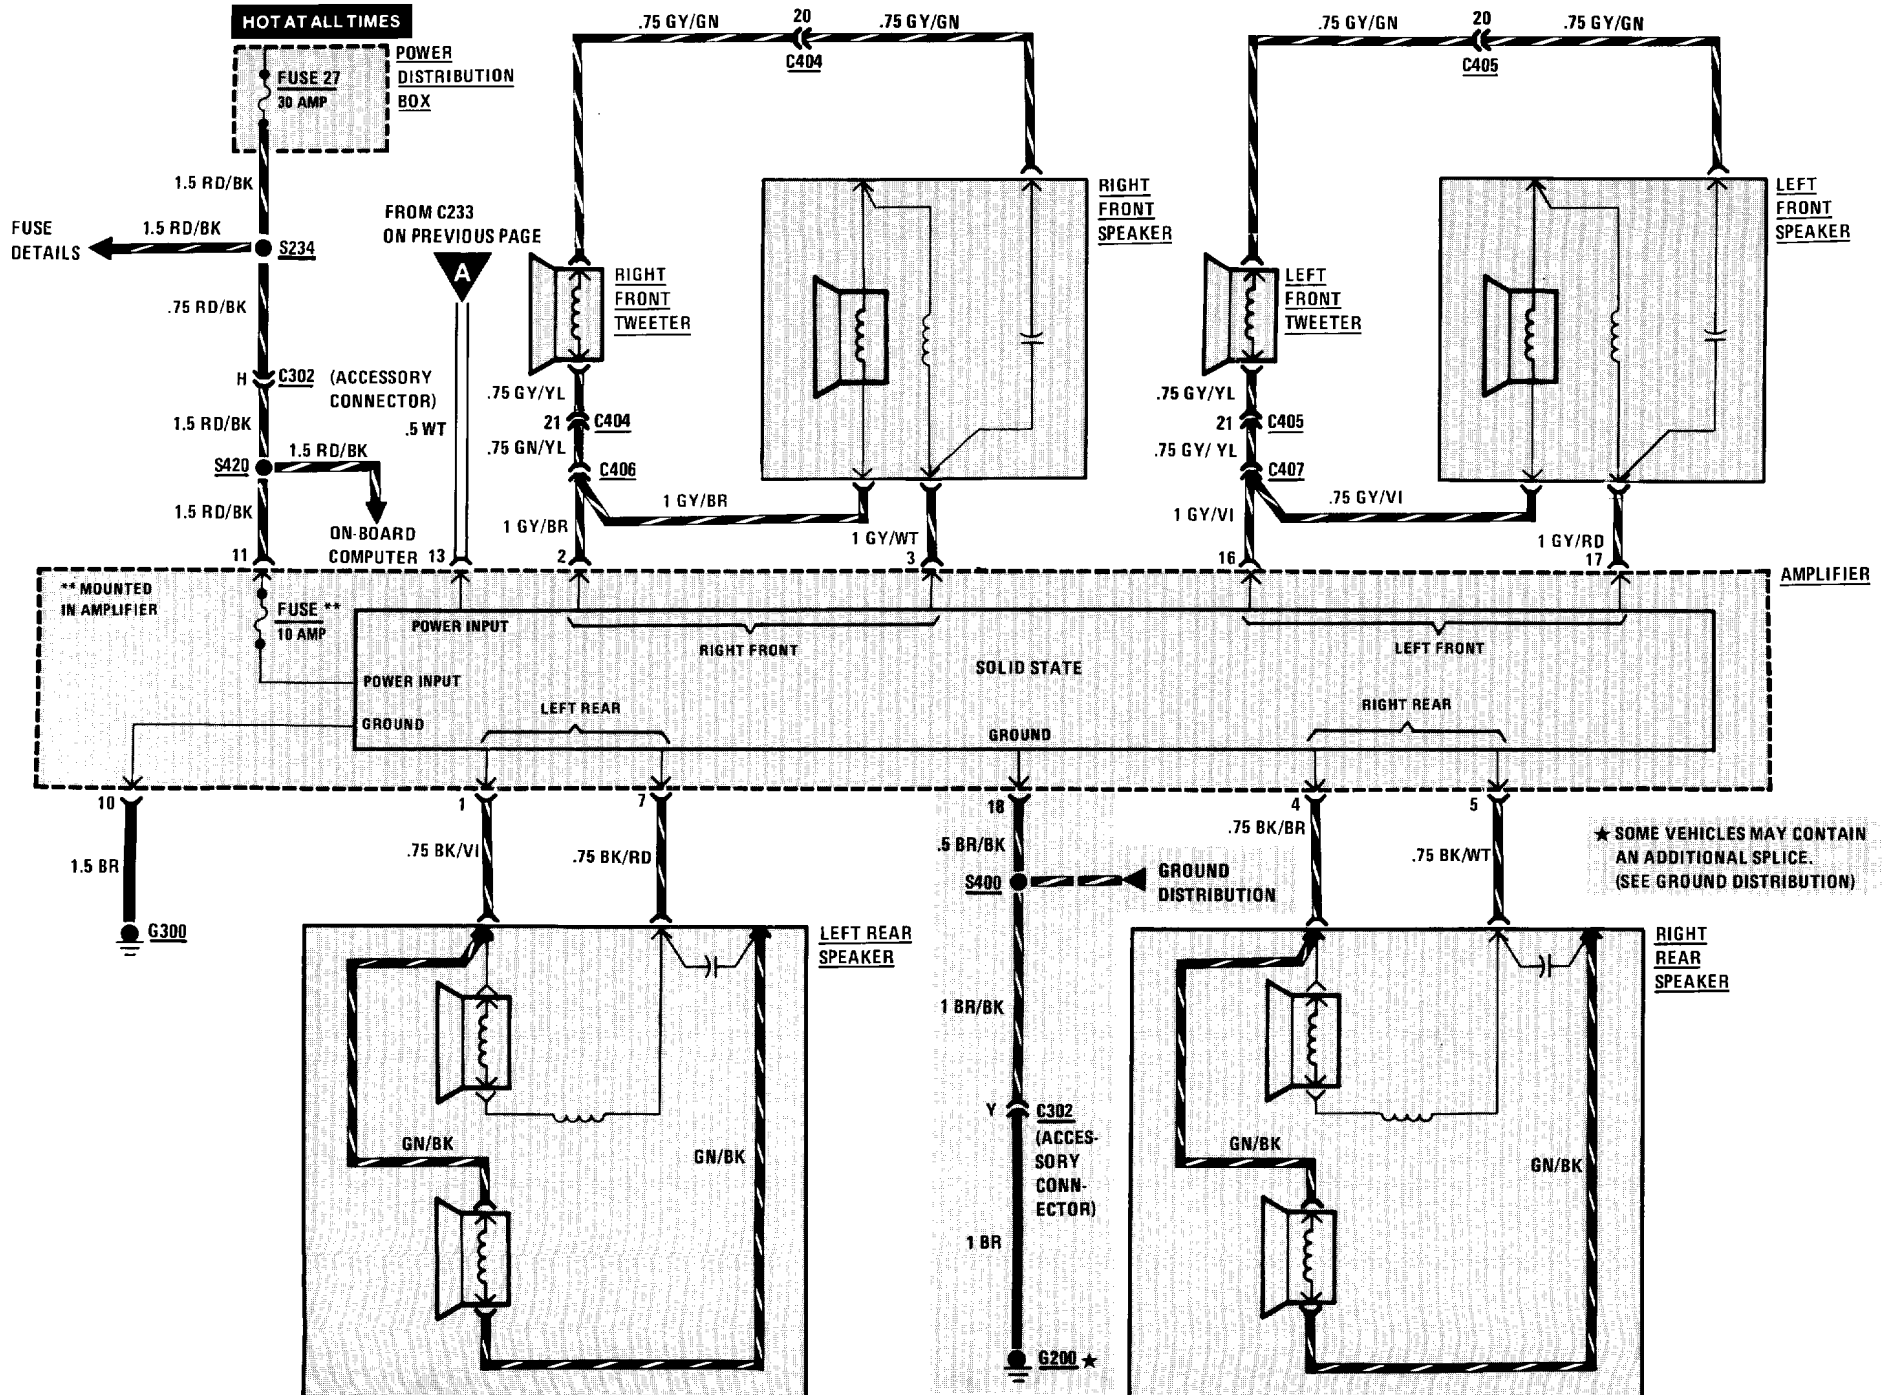 HOT AT ALL TIMES
FUSE 27
30 AMP
POWER
DISTRIBUTION
BOX
1.5 RD/BK
FUSE
DETAILS
1.5 RD/BK
S234
.75 RD/BK
H
C302
(ACCESSORY
CONNECTOR)
1.5 RD/BK
S420
1.5 RD/BK
1.5 RD/BK
ON-BOARD
COMPUTER
11
FROM C233
ON PREVIOUS PAGE
A
.5 WT
13
.75 GY/GN
20
.75 GY/GN
C404
RIGHT
FRONT
TWEETER
.75 GY/YL
21
C404
.75 GN/YL
C406
1 GY/BR
1 GY/BR
2
RIGHT
FRONT
SPEAKER
1 GY/WT
3
.75 GY/GN
20
.75 GY/GN
C405
LEFT
FRONT
TWEETER
.75 GY/YL
21
C405
.75 GY/ YL
C407
1 GY/VI
.75 GY/VI
16
LEFT
FRONT
SPEAKER
1 GY/RD
17
AMPLIFIER
** MOUNTED
IN AMPLIFIER
FUSE **
10 AMP
POWER INPUT
RIGHT FRONT
LEFT FRONT
SOLID STATE
POWER INPUT
GROUND
LEFT REAR
GROUND
RIGHT REAR
10
1
7
18
4
5
1.5 BR
G300
.75 BK/VI
.75 BK/RD
LEFT REAR
SPEAKER
GN/BK
GN/BK
.5 BR/BK
S400
GROUND
DISTRIBUTION
1 BR/BK
Y
C302
(ACCES-
SORY
CONN-
ECTOR)
1 BR
G200 ★
.75 BK/BR
.75 BK/WT
★ SOME VEHICLES MAY CONTAIN
AN ADDITIONAL SPLICE.
(SEE GROUND DISTRIBUTION)
RIGHT
REAR
SPEAKER
GN/BK
GN/BK